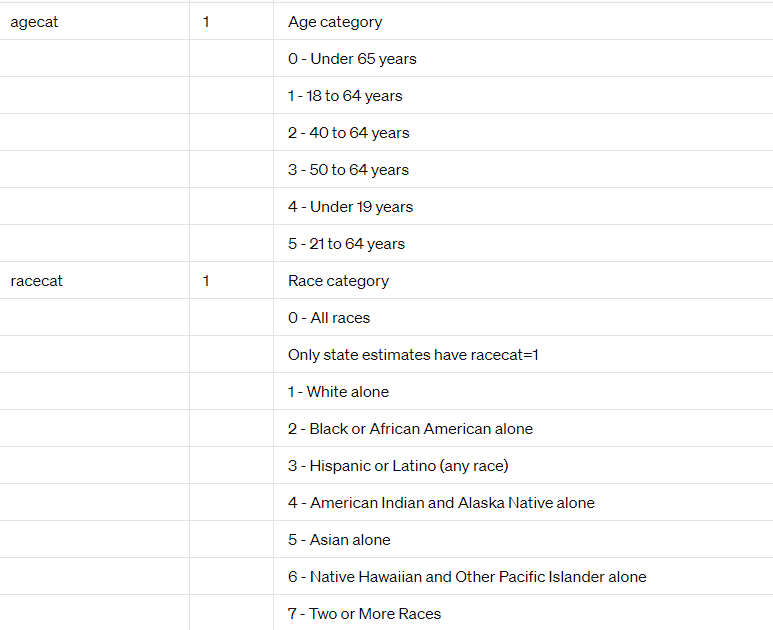 agecat 1 Age category
0 - Under 65 years
1 - 18 to 64 years
2 - 40 to 64 years
3 - 50 to 64 years
4 - Under 19 years
5 - 21 to 64 years
racecat 1 Race category
0 - All races
Only state estimates have racecat=1
1 - White alone
2 - Black or African American alone
3 - Hispanic or Latino (any race)
4 - American Indian and Alaska Native alone
5 - Asian alone
6 - Native Hawaiian and Other Pacific Islander alone
7 - Two or More Races